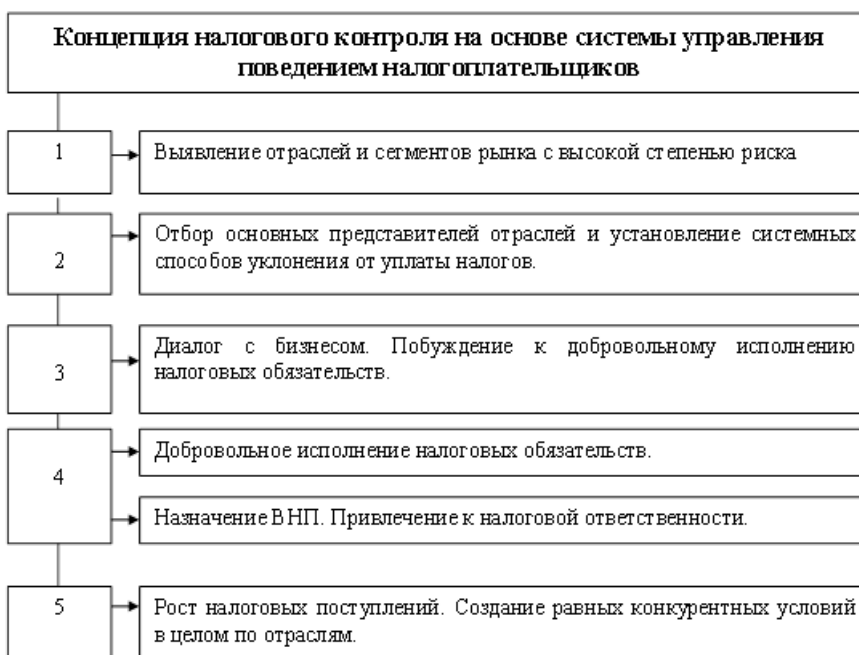 Концепция налогового контроля на основе системы управления
поведением налогоплательщиков
1
Выявление отраслей и сегментов рынка с высокой степенью риска
2
Отбор основных представителей отраслей и установление системных
способов уклонения от уплаты налогов.
3
Диалог с бизнесом. Побуждение к добровольному исполнению
налоговых обязательств.
4
Добровольное исполнение налоговых обязательств.
Назначение ВНП. Привлечение к налоговой ответственности.
5
Рост налоговых поступлений. Создание равных конкурентных условий
в целом по отраслям.